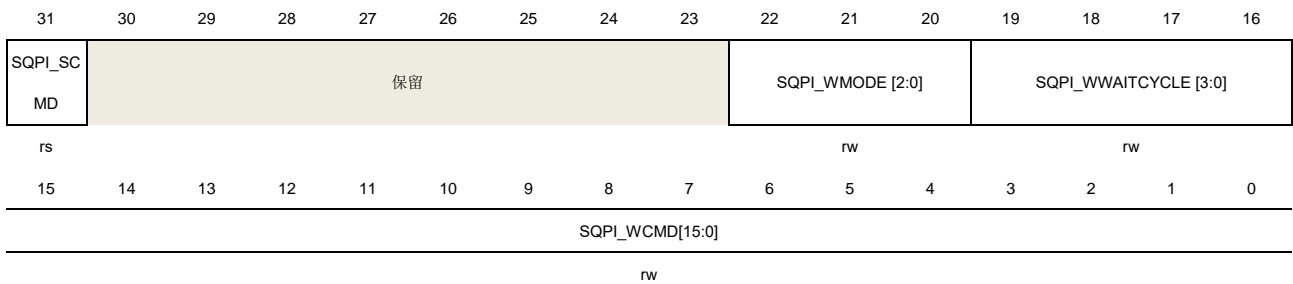 31 30 29 28 27 26 25 24 23 22 21 20 19 18 17 16
SQPI_SC
MD
保留
SQPI_WMODE [2:0]
SQPI_WWAITCYCLE [3:0]
rs rw rw
15 14 13 12 11 10 9 8 7 6 5 4 3 2 1 0
SQPI_WCMD[15:0]
rw